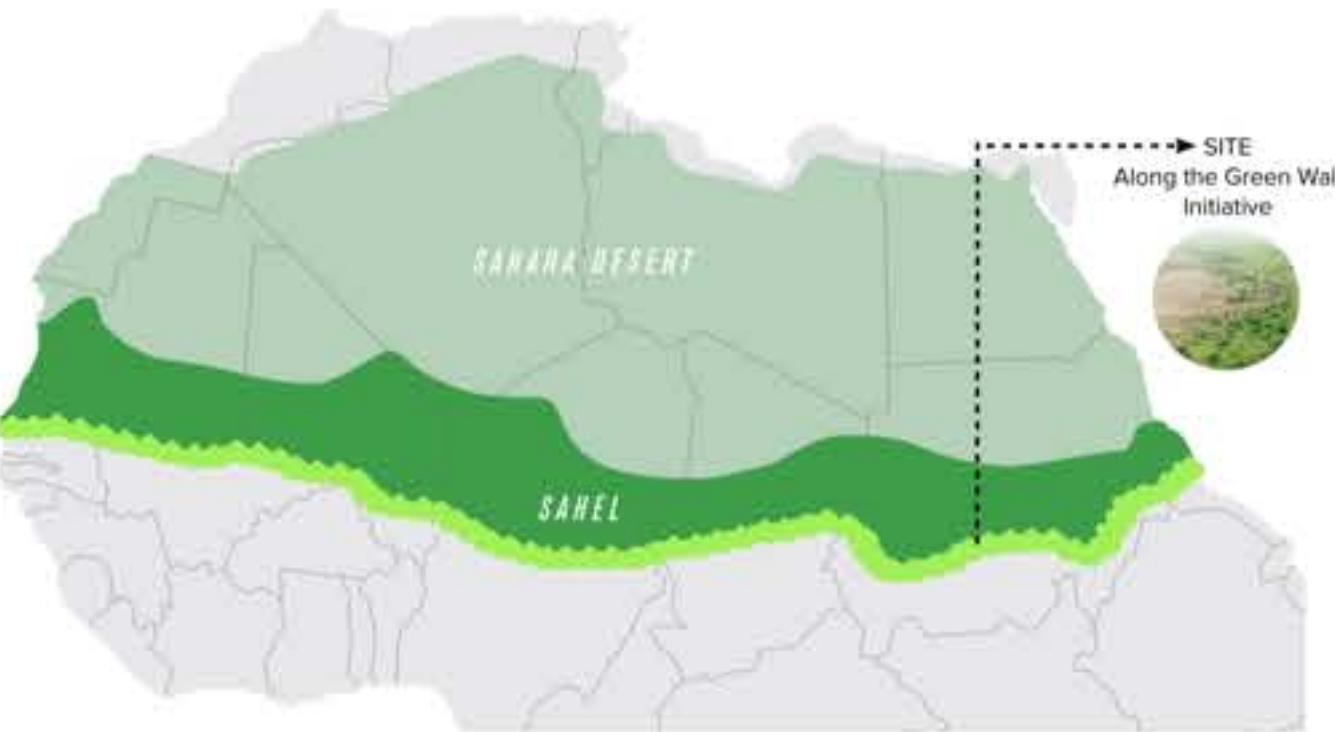 SITE
Along the Green Wal
Initiative
SAHARA DESERT
SAHEL